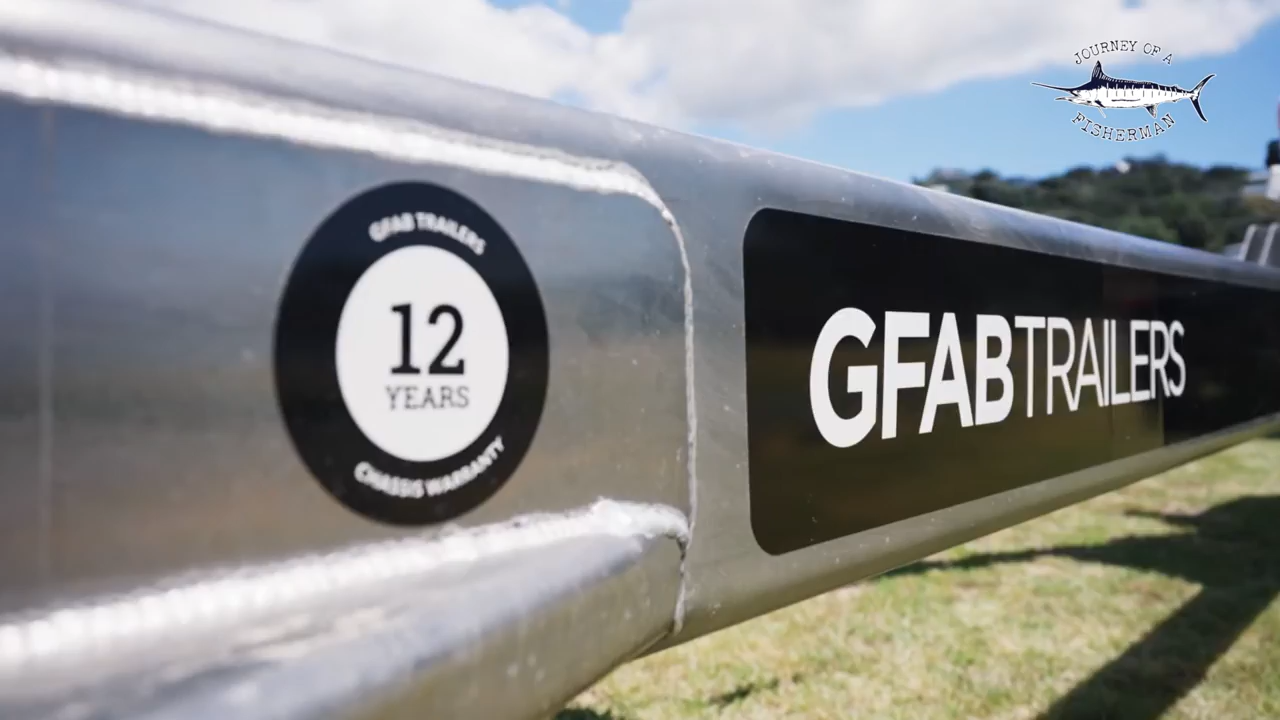 JOURNEY OF A
FISHERMAN
GFAB TRAILERS
12
YEARS
CHASSIS WARRANTY
GFABTRAILERS